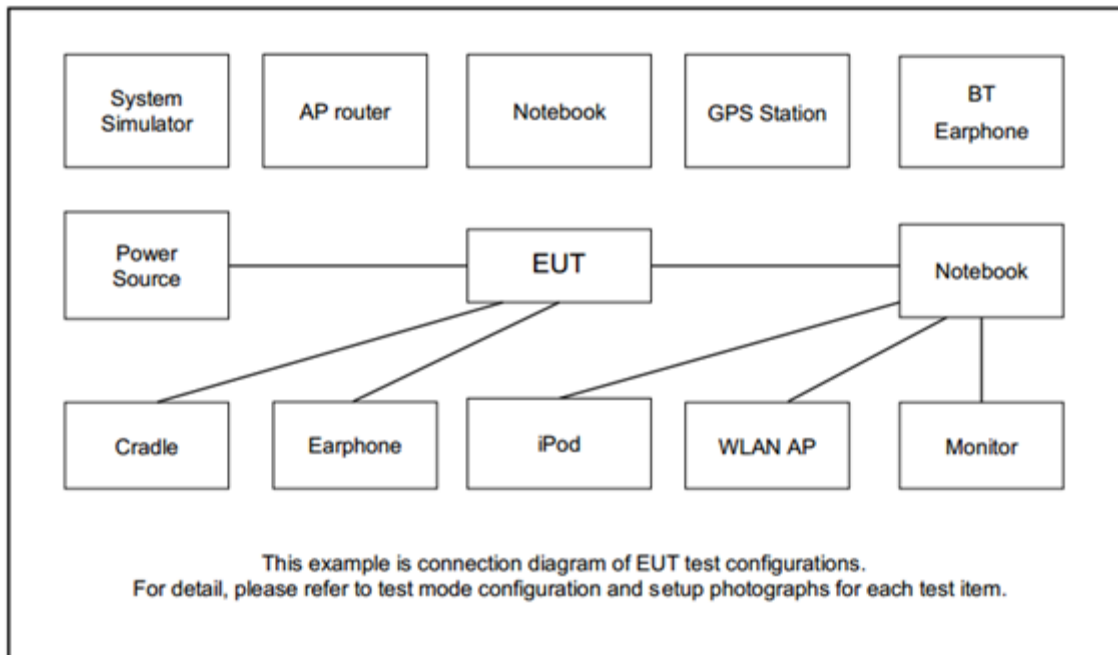 System
Simulator
AP router
Notebook
GPS Station
BT
Earphone
Power
Source
EUT
Notebook
Cradle
Earphone
iPod
WLAN AP
Monitor
This example is connection diagram of EUT test configurations.
For detail, please refer to test mode configuration and setup photographs for each test item.